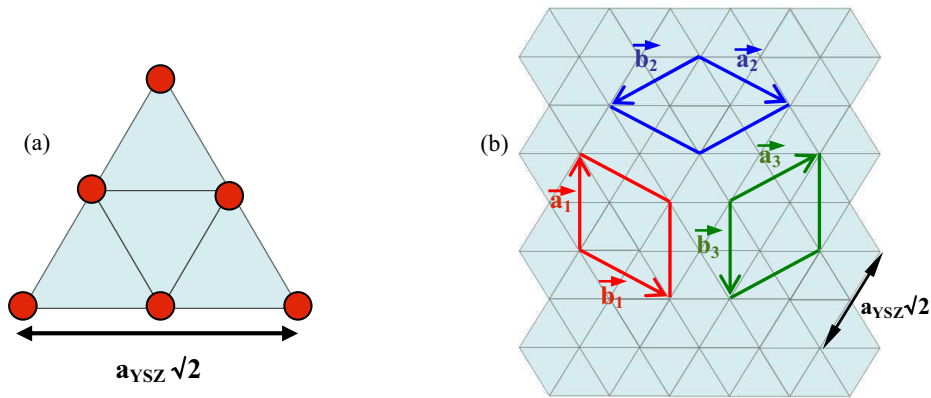 (a)
a_YSZ √2
(b)
b₂ a₂
a₃
a₁
b₃
b₁
a_YSZ√2